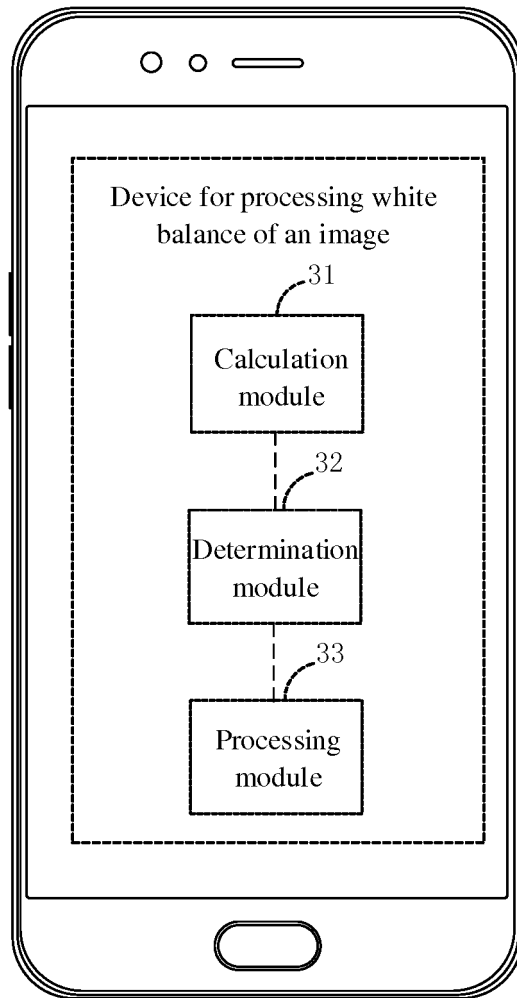 Device for processing white
balance of an image
31
Calculation
module
32
Determination
module
33
Processing
module